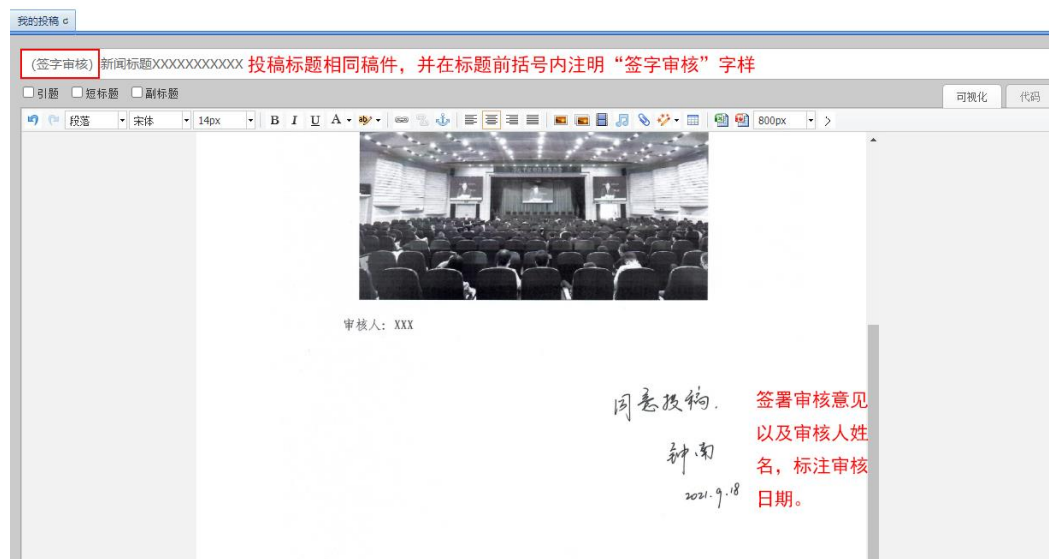 我的投稿
(签字审核) 新闻标题XXXXXXXXXXX 投稿标题相同稿件，并在标题前括号内注明“签字审核”字样
引题 短标题 副标题
可视化 代码
段落 宋体 14px B I U A ab 800px
审核人: XXX
同意投稿.
钟南
2021.9.18
签署审核意见
以及审核人姓
名，标注审核
日期。